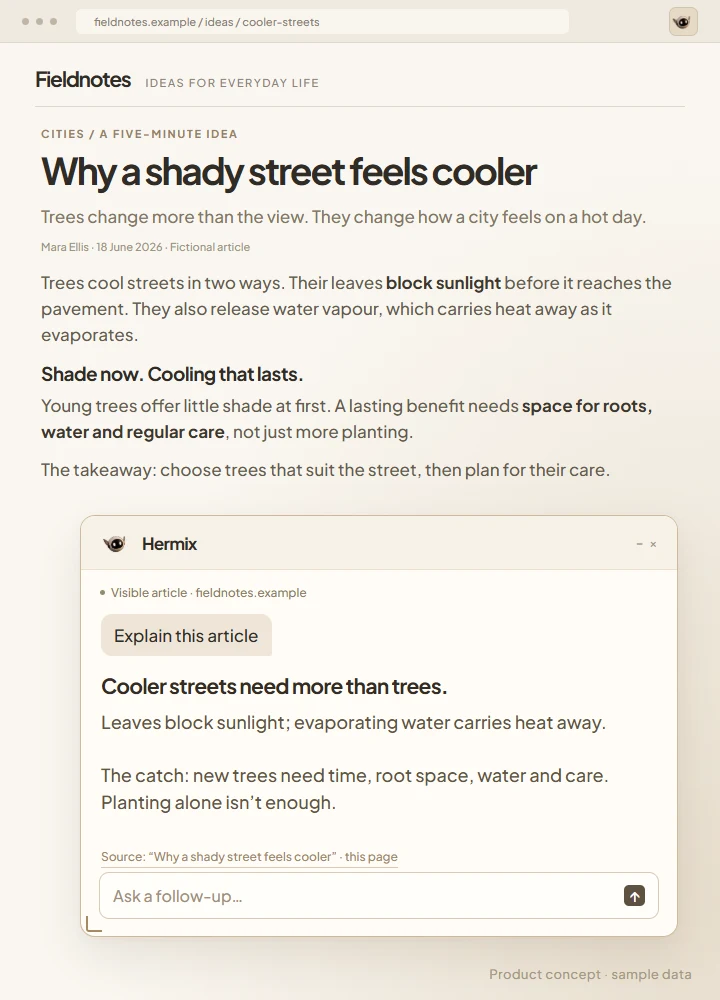 fieldnotes.example / ideas / cooler-streets
Fieldnotes IDEAS FOR EVERYDAY LIFE
CITIES / A FIVE-MINUTE IDEA
Why a shady street feels cooler
Trees change more than the view. They change how a city feels on a hot day.
Mara Ellis · 18 June 2026 · Fictional article
Trees cool streets in two ways. Their leaves block sunlight before it reaches the
pavement. They also release water vapour, which carries heat away as it
evaporates.
Shade now. Cooling that lasts.
Young trees offer little shade at first. A lasting benefit needs space for roots,
water and regular care, not just more planting.
The takeaway: choose trees that suit the street, then plan for their care.
Hermix
Visible article · fieldnotes.example
Explain this article
Cooler streets need more than trees.
Leaves block sunlight; evaporating water carries heat away.
The catch: new trees need time, root space, water and care.
Planting alone isn’t enough.
Source: “Why a shady street feels cooler” · this page
Ask a follow-up…
Product concept · sample data